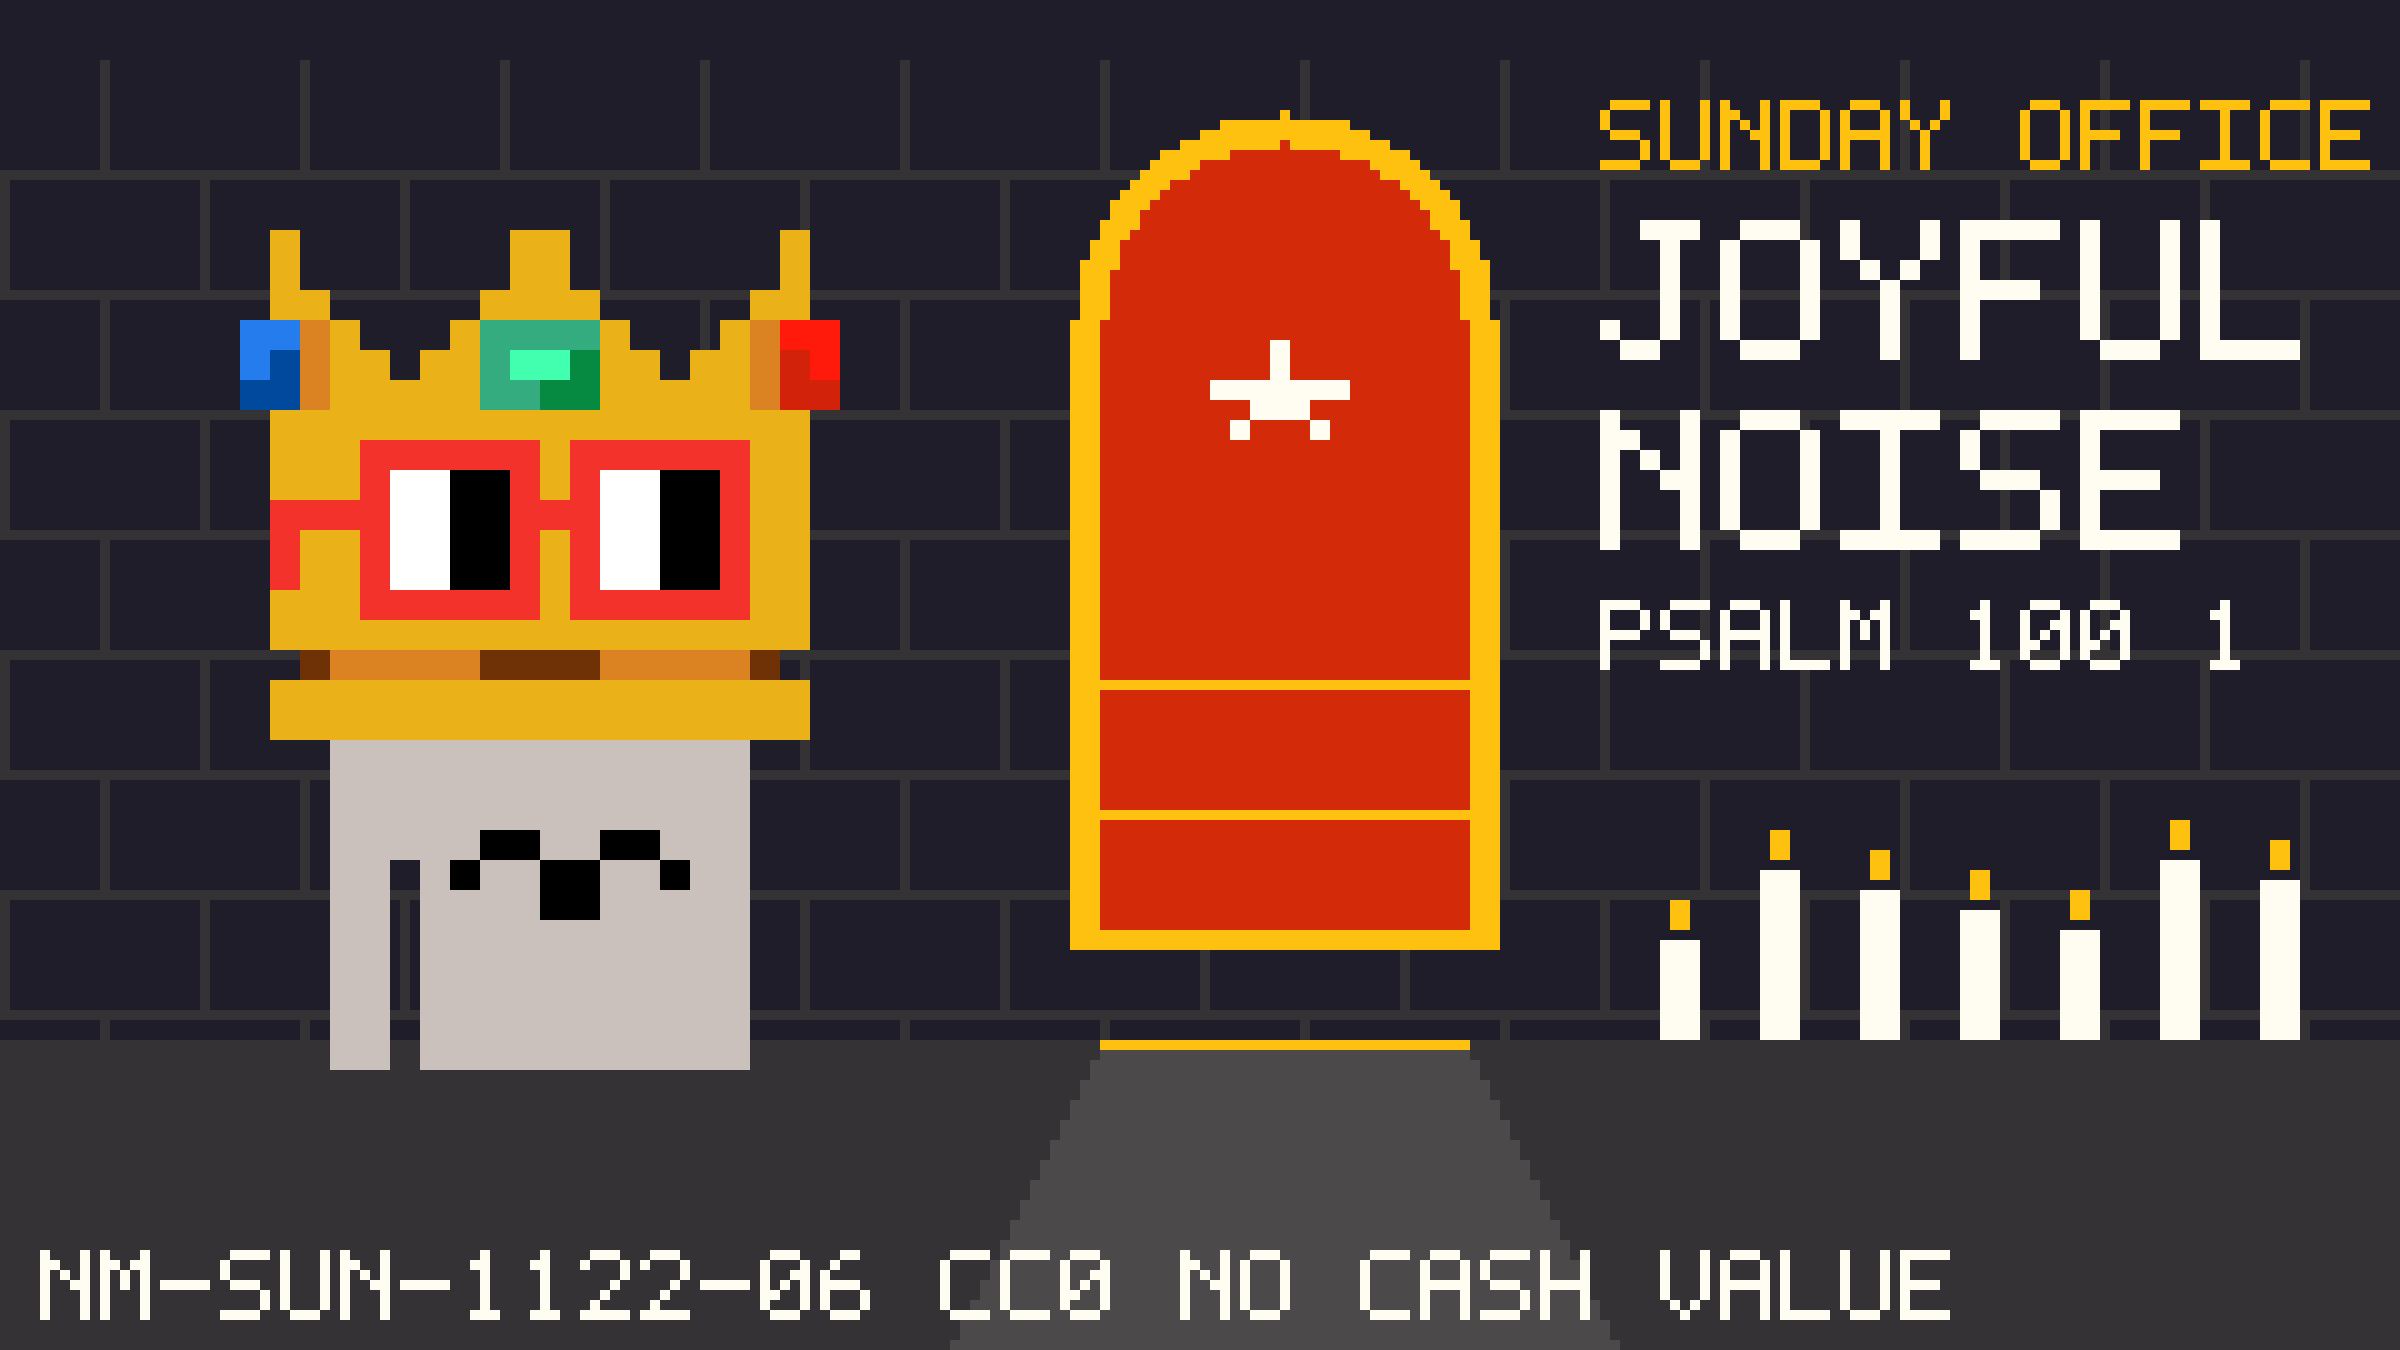 SUNDAY OFFICE
JOYFUL
NOISE
PSALM 100 1
NM-SUN-1122-06 CC0 NO CASH VALUE